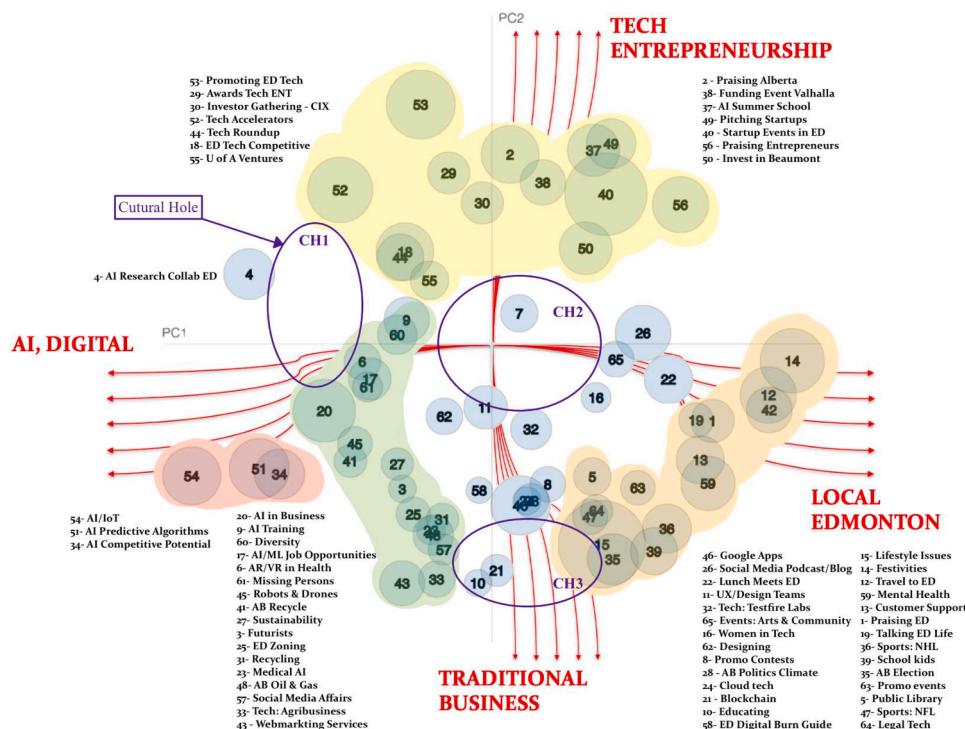 PC2
TECH
ENTREPRENEURSHIP
53- Promoting ED Tech
29- Awards Tech ENT
30- Investor Gathering - CIX
52- Tech Accelerators
44- Tech Roundup
18- ED Tech Competitive
55- U of A Ventures
2 - Praising Alberta
38- Funding Event Valhalla
37- AI Summer School
49- Pitching Startups
40 - Startup Events in ED
56 - Praising Entrepreneurs
50 - Invest in Beaumont
53
49
37
2
29
38
52
40
30
56
Cutural Hole
CH1
18
44
50
4- AI Research Collab ED
4
55
CH2
7
9
PC1
60
26
AI, DIGITAL
6
65
14
17
61
22
12
16
42
20
11
62
19
1
32
45
41
27
13
54
51
34
5
8
3
58
63
59
28
46
LOCAL
EDMONTON
25
31
64
47
23
48
36
57
15
39
35
CH3
43
33
10
21
54- AI/IoT
51- AI Predictive Algorithms
34- AI Competitive Potential
20- AI in Business
9- AI Training
60- Diversity
17- AI/ML Job Opportunities
6- AR/VR in Health
61- Missing Persons
45- Robots & Drones
41- AB Recycle
27- Sustainability
3- Futurists
25- ED Zoning
31- Recycling
23- Medical AI
48- AB Oil & Gas
57- Social Media Affairs
33- Tech: Agribusiness
43 - Webmarkting Services
TRADITIONAL
BUSINESS
46- Google Apps
26- Social Media Podcast/Blog
22- Lunch Meets ED
11- UX/Design Teams
32- Tech: Testfire Labs
65- Events: Arts & Community
16- Women in Tech
62- Designing
8- Promo Contests
28 - AB Politics Climate
24- Cloud tech
21 - Blockchain
10- Educating
58- ED Digital Burn Guide
15- Lifestyle Issues
14- Festivities
12- Travel to ED
59- Mental Health
13- Customer Support
1- Praising ED
19- Talking ED Life
36- Sports: NHL
39- School kids
35- AB Election
63- Promo events
5- Public Library
47- Sports: NFL
64- Legal Tech